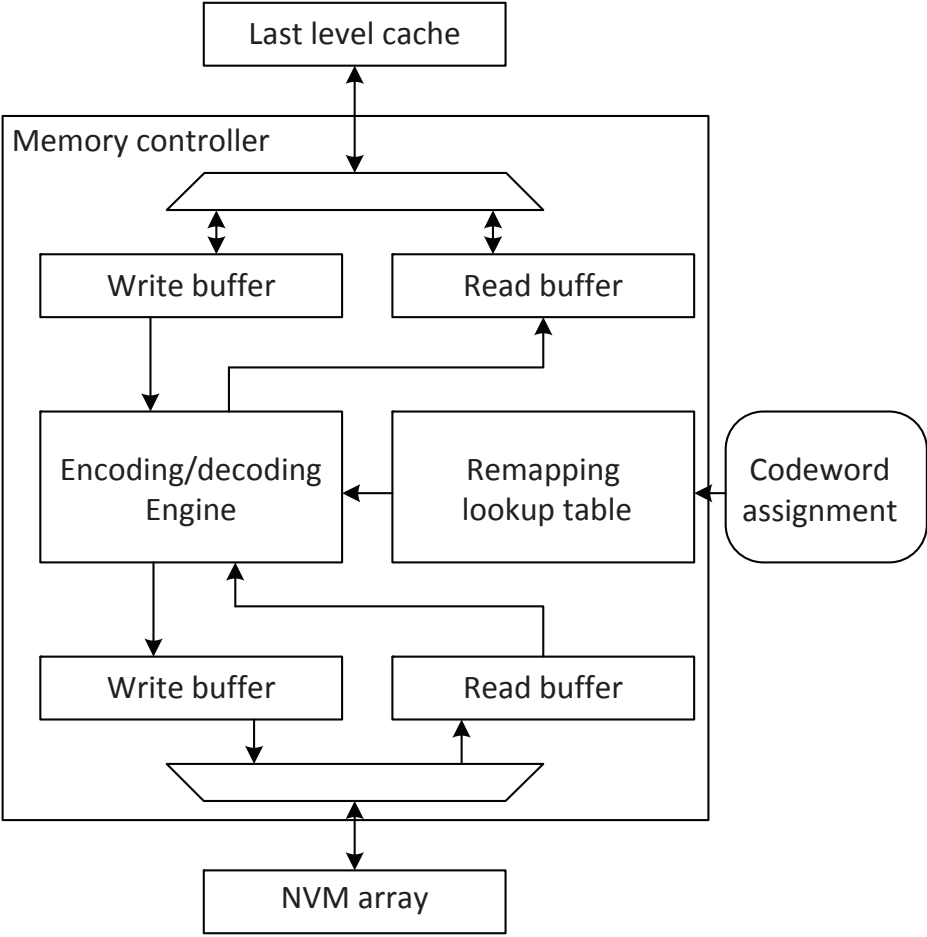 Last level cache
Memory controller
Write buffer
Read buffer
Encoding/decoding
Engine
Remapping
lookup table
Codeword
assignment
Write buffer
Read buffer
NVM array